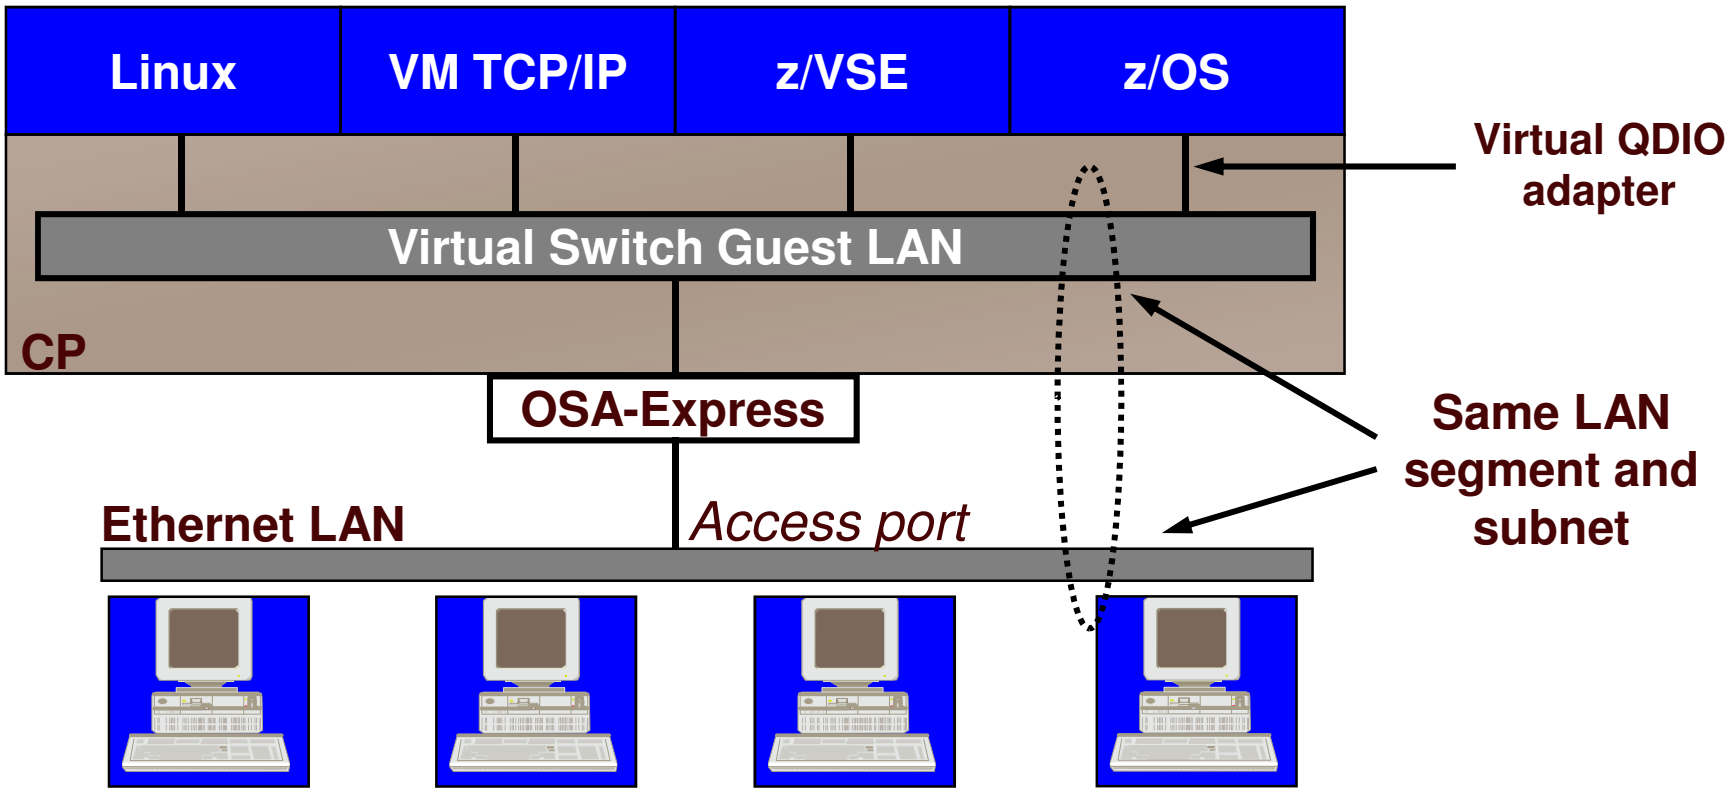 Linux
VM TCP/IP
z/VSE
z/OS
Virtual QDIO
adapter
Virtual Switch Guest LAN
CP
OSA-Express
Same LAN
segment and
subnet
Ethernet LAN
Access port